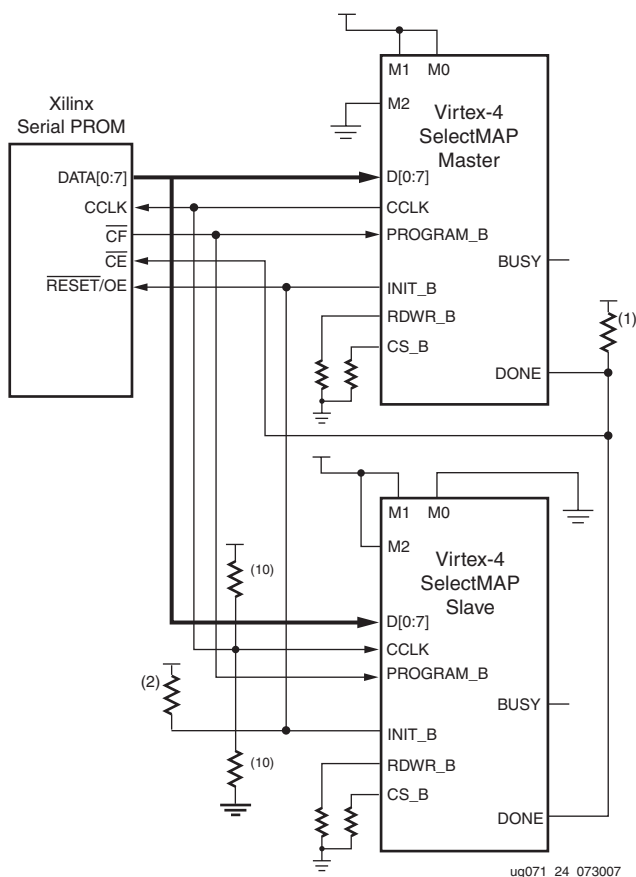 M1 M0
Xilinx
Serial PROM
M2
Virtex-4
SelectMAP
Master
DATA[0:7]
D[0:7]
CCLK
CCLK
CF
PROGRAM_B
CE
BUSY
RESET/OE
INIT_B
RDWR_B
(1)
CS_B
DONE
M1 M0
M2
Virtex-4
SelectMAP
Slave
(10)
D[0:7]
CCLK
PROGRAM_B
(2)
BUSY
INIT_B
(10)
RDWR_B
CS_B
DONE
ug071_24_073007